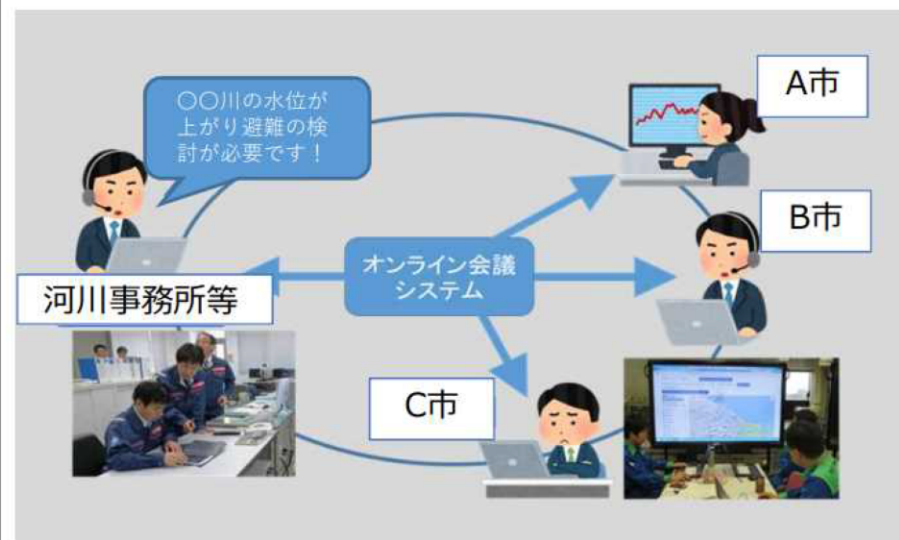 〇〇川の水位が
上がり避難の検
討が必要です！
A市
B市
オンライン会議
システム
河川事務所等
C市